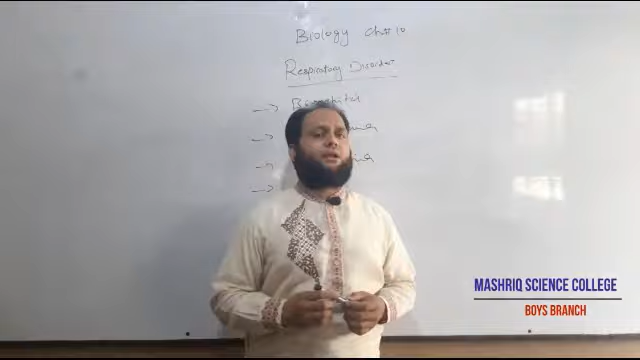 Biology Ch# 10
Respiratory Disorder
→ Bronchitis
→
→
→
MASHRIQ SCIENCE COLLEGE
BOYS BRANCH